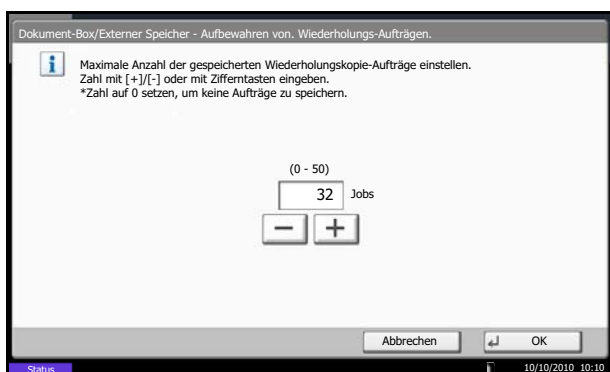 Dokument-Box/Externer Speicher - Aufbewahren von. Wiederholungs-Aufträgen.
Maximale Anzahl der gespeicherten Wiederholungskopie-Aufträge einstellen.
Zahl mit [+]/[-] oder mit Zifferntasten eingeben.
*Zahl auf 0 setzen, um keine Aufträge zu speichern.
(0 - 50)
32 Jobs
Abbrechen OK
Status 10/10/2010 10:10